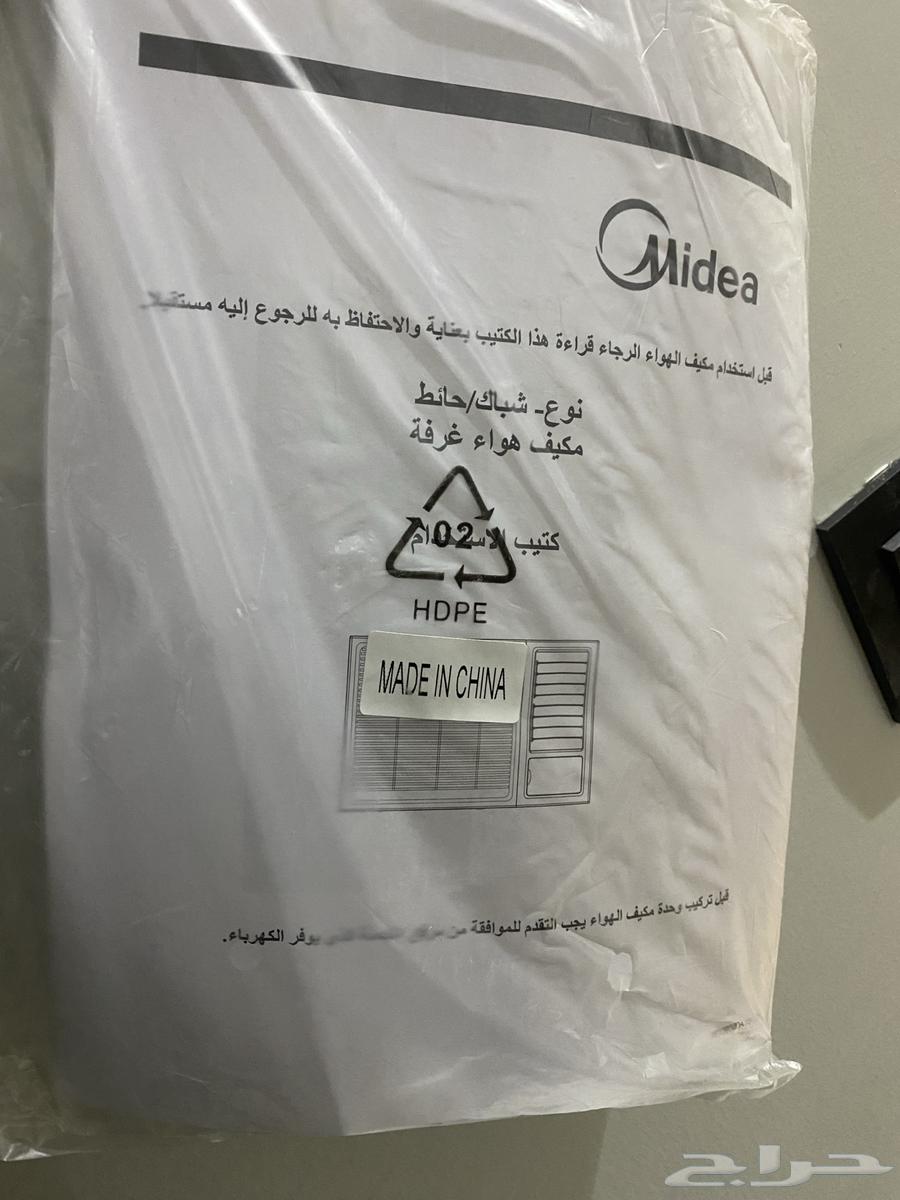 Midea
قبل استخدام مكيف الهواء الرجاء قراءة هذا الكتيب بعناية والاحتفاظ به للرجوع إليه مستقبلا
نوع- شباك/حائط
مكيف هواء غرفة
كتيب الاستخدام
02
HDPE
MADE IN CHINA
قبل تركيب وحدة مكيف الهواء يجب التقدم للموافقة من يوفر الكهرباء.
حراج